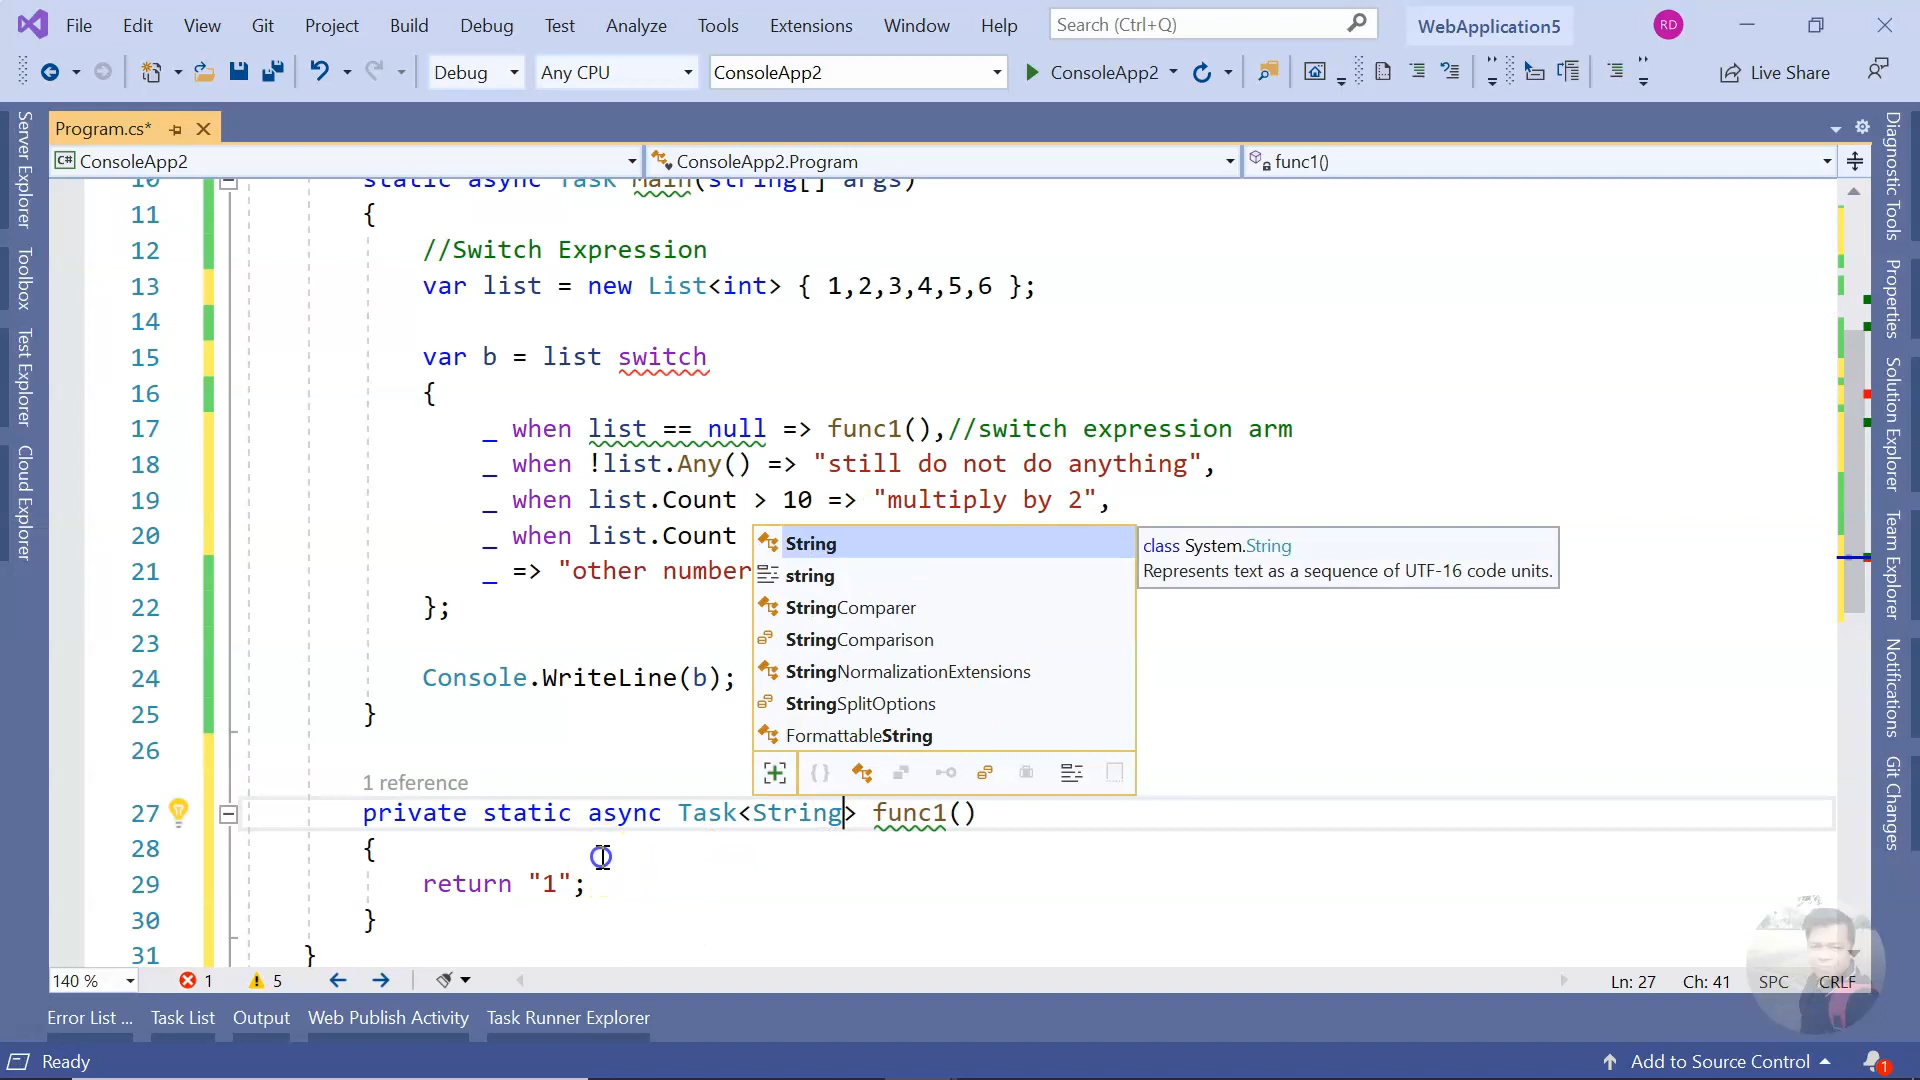 File Edit View Git Project Build Debug Test Analyze Tools Extensions Window Help Search (Ctrl+Q) WebApplication5 RD
Debug Any CPU ConsoleApp2 ConsoleApp2 Live Share
Program.cs*
C# ConsoleApp2 ConsoleApp2.Program func1()
Server Explorer
Toolbox
Test Explorer
Cloud Explorer
10 static async Task Main(string[] args)
11 {
12 //Switch Expression
13 var list = new List<int> { 1,2,3,4,5,6 };
14
15 var b = list switch
16 {
17 _ when list == null => func1(),//switch expression arm
18 _ when !list.Any() => "still do not do anything",
19 _ when list.Count > 10 => "multiply by 2",
20 _ when list.Count
21 _ => "other number
22 };
23
24 Console.WriteLine(b);
25 }
26
1 reference
27 private static async Task<String> func1()
28 {
29 return "1";
30 }
31 }
String
string
StringComparer
StringComparison
StringNormalizationExtensions
StringSplitOptions
FormattableString
class System.String
Represents text as a sequence of UTF-16 code units.
Diagnostic Tools
Properties
Solution Explorer
Team Explorer
Notifications
Git Changes
140 % 1 5 Ln: 27 Ch: 41 SPC CRLF
Error List ... Task List Output Web Publish Activity Task Runner Explorer
Ready Add to Source Control 1